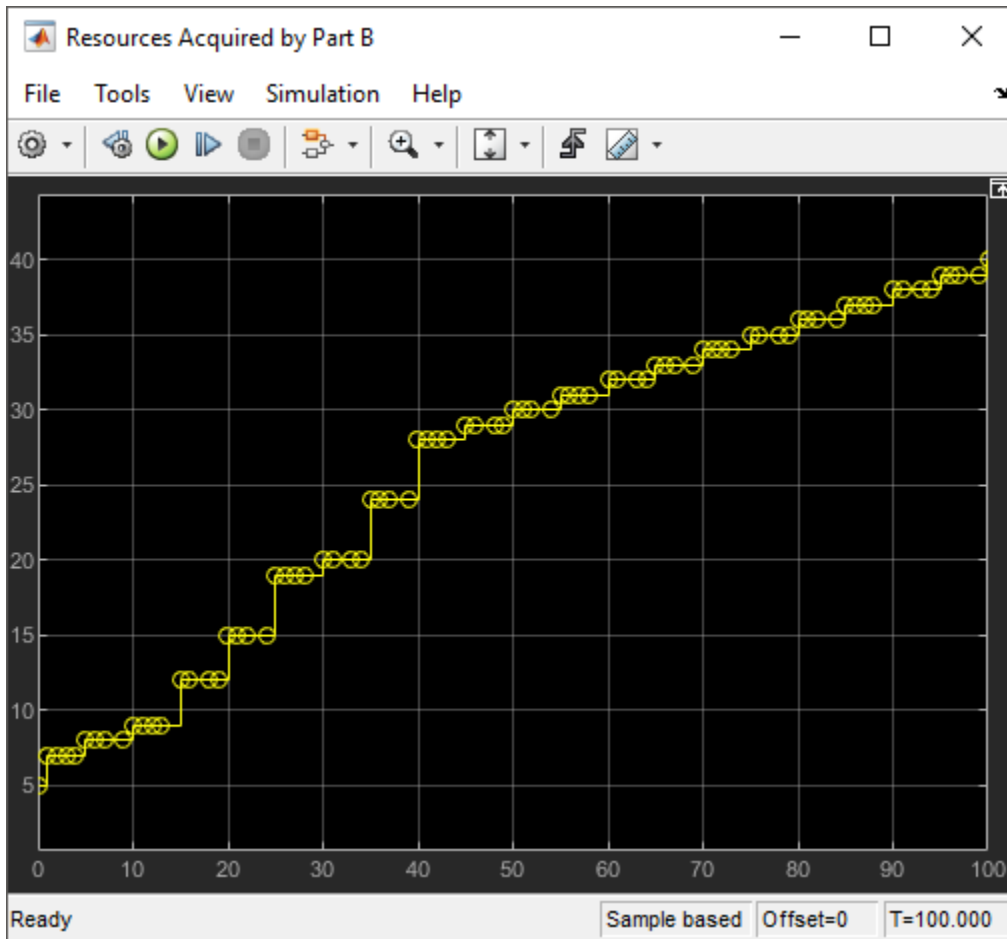 Resources Acquired by Part B
File Tools View Simulation Help
40
35
30
25
20
15
10
5
0 10 20 30 40 50 60 70 80 90 100
Ready Sample based Offset=0 T=100.000